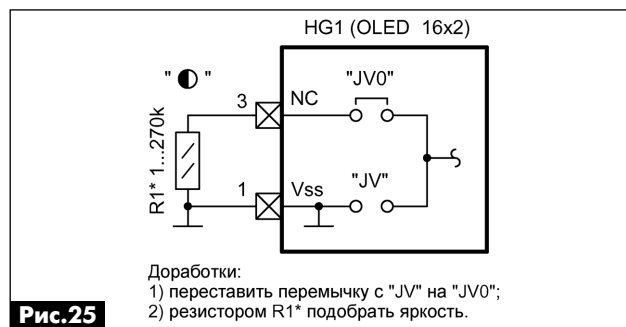 HG1 (OLED 16x2)
" ◐ "
3 NC "JV0"
R1* 1...270k
1 Vss "JV"
Доработки:
1) переставить перемычку с "JV" на "JV0";
2) резистором R1* подобрать яркость.
Рис.25